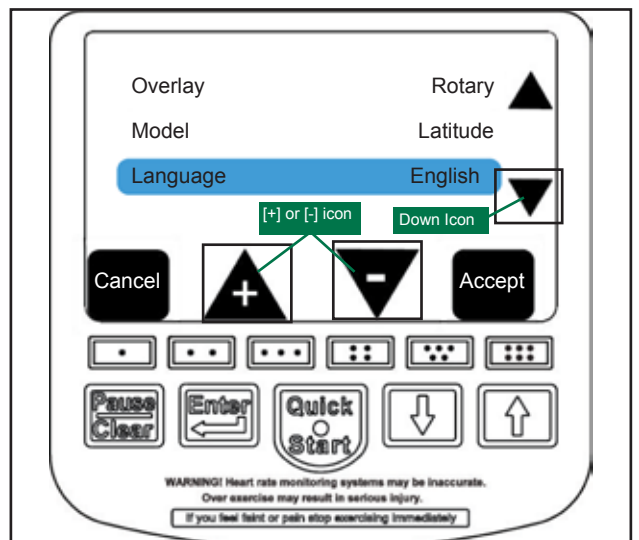 Overlay Rotary
Model Latitude
Language English
[+] or [-] icon Down Icon
Cancel + - Accept
Pause Enter Quick
Clear Start
WARNING! Heart rate monitoring systems may be inaccurate.
Over exercise may result in serious injury.
If you feel faint or pain stop exercising immediately